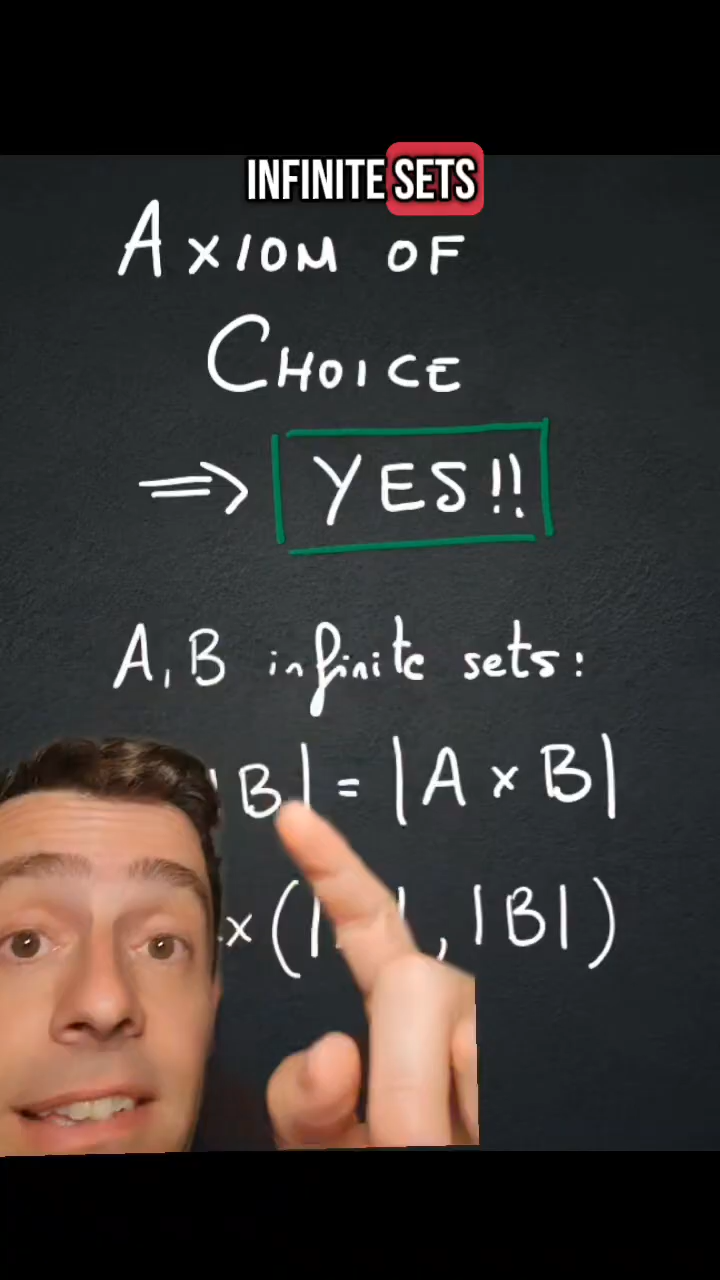 INFINITE SETS
AXIOM OF
CHOICE
⇒ YES!!
A, B infinite sets:
B| = |A × B|
x (| |, |B|)